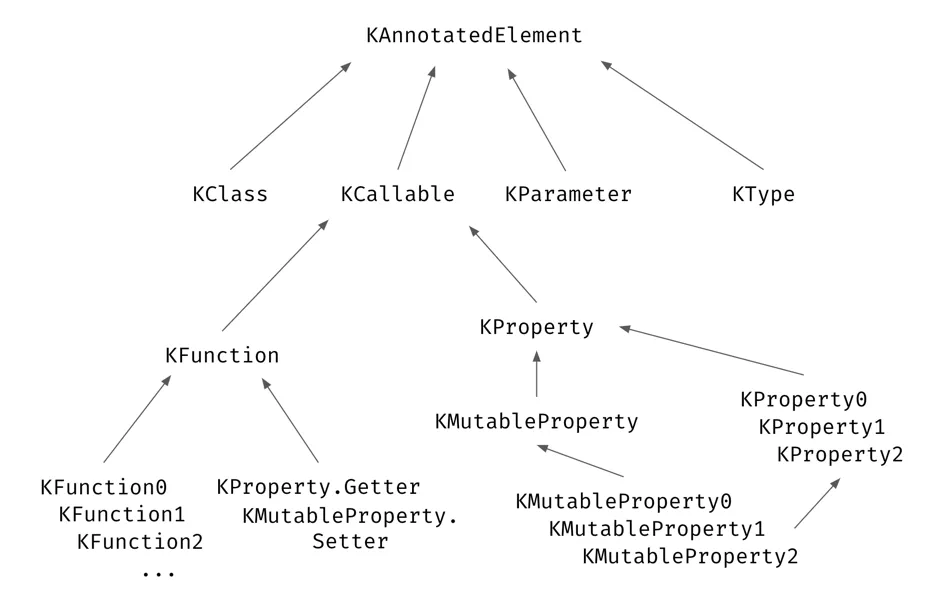 KAnnotatedElement
KClass
KCallable
KParameter
KType
KProperty
KFunction
KProperty0
KProperty1
KProperty2
KMutableProperty
KFunction0
KFunction1
KFunction2
...
KProperty.Getter
KMutableProperty.
Setter
KMutableProperty0
KMutableProperty1
KMutableProperty2